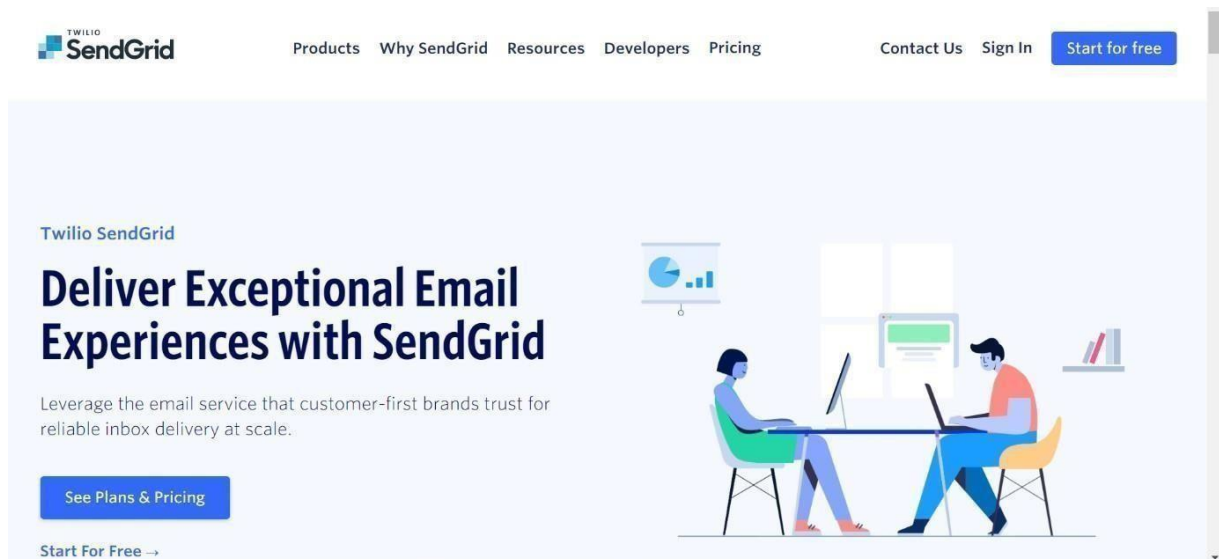 TWILIO
SendGrid
Products Why SendGrid Resources Developers Pricing Contact Us Sign In Start for free
Twilio SendGrid
Deliver Exceptional Email
Experiences with SendGrid
Leverage the email service that customer-first brands trust for
reliable inbox delivery at scale.
See Plans & Pricing
Start For Free →